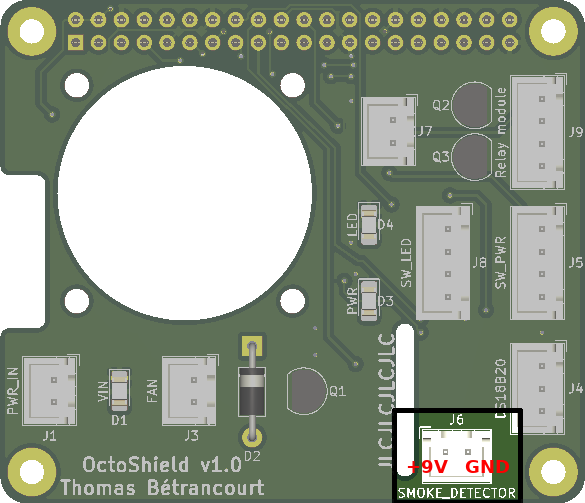 Q2
J7
Q3
Relay module
J9
LED
D4
SW_LED
J8
SW_PWR
J5
PWR
D3
PWR_IN
J1
VIN
D1
FAN
J3
D2
Q1
JLCJLCJLCJLC
DS18B20
J4
J6
+9V GND
SMOKE_DETECTOR
OctoShield v1.0
Thomas Bétrancourt